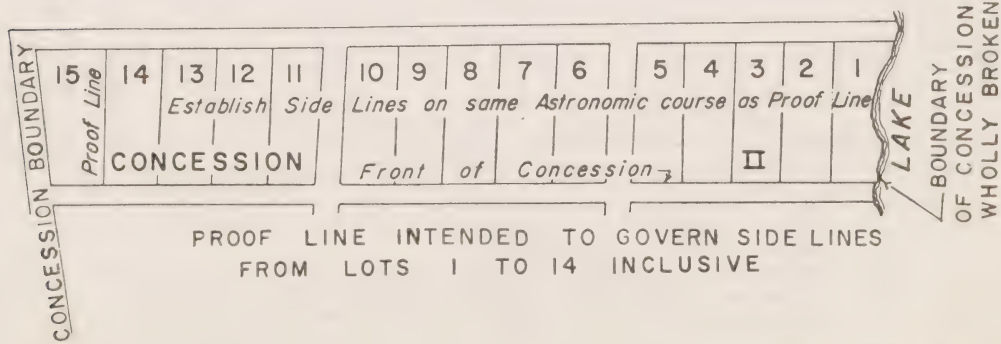 CONCESSION BOUNDARY
15 14 13 12 11 10 9 8 7 6 5 4 3 2 1
Proof Line
Establish Side Lines on same Astronomic course as Proof Line
CONCESSION II
Front of Concession
LAKE
BOUNDARY
OF CONCESSION
WHOLLY BROKEN
PROOF LINE INTENDED TO GOVERN SIDE LINES
FROM LOTS 1 TO 14 INCLUSIVE